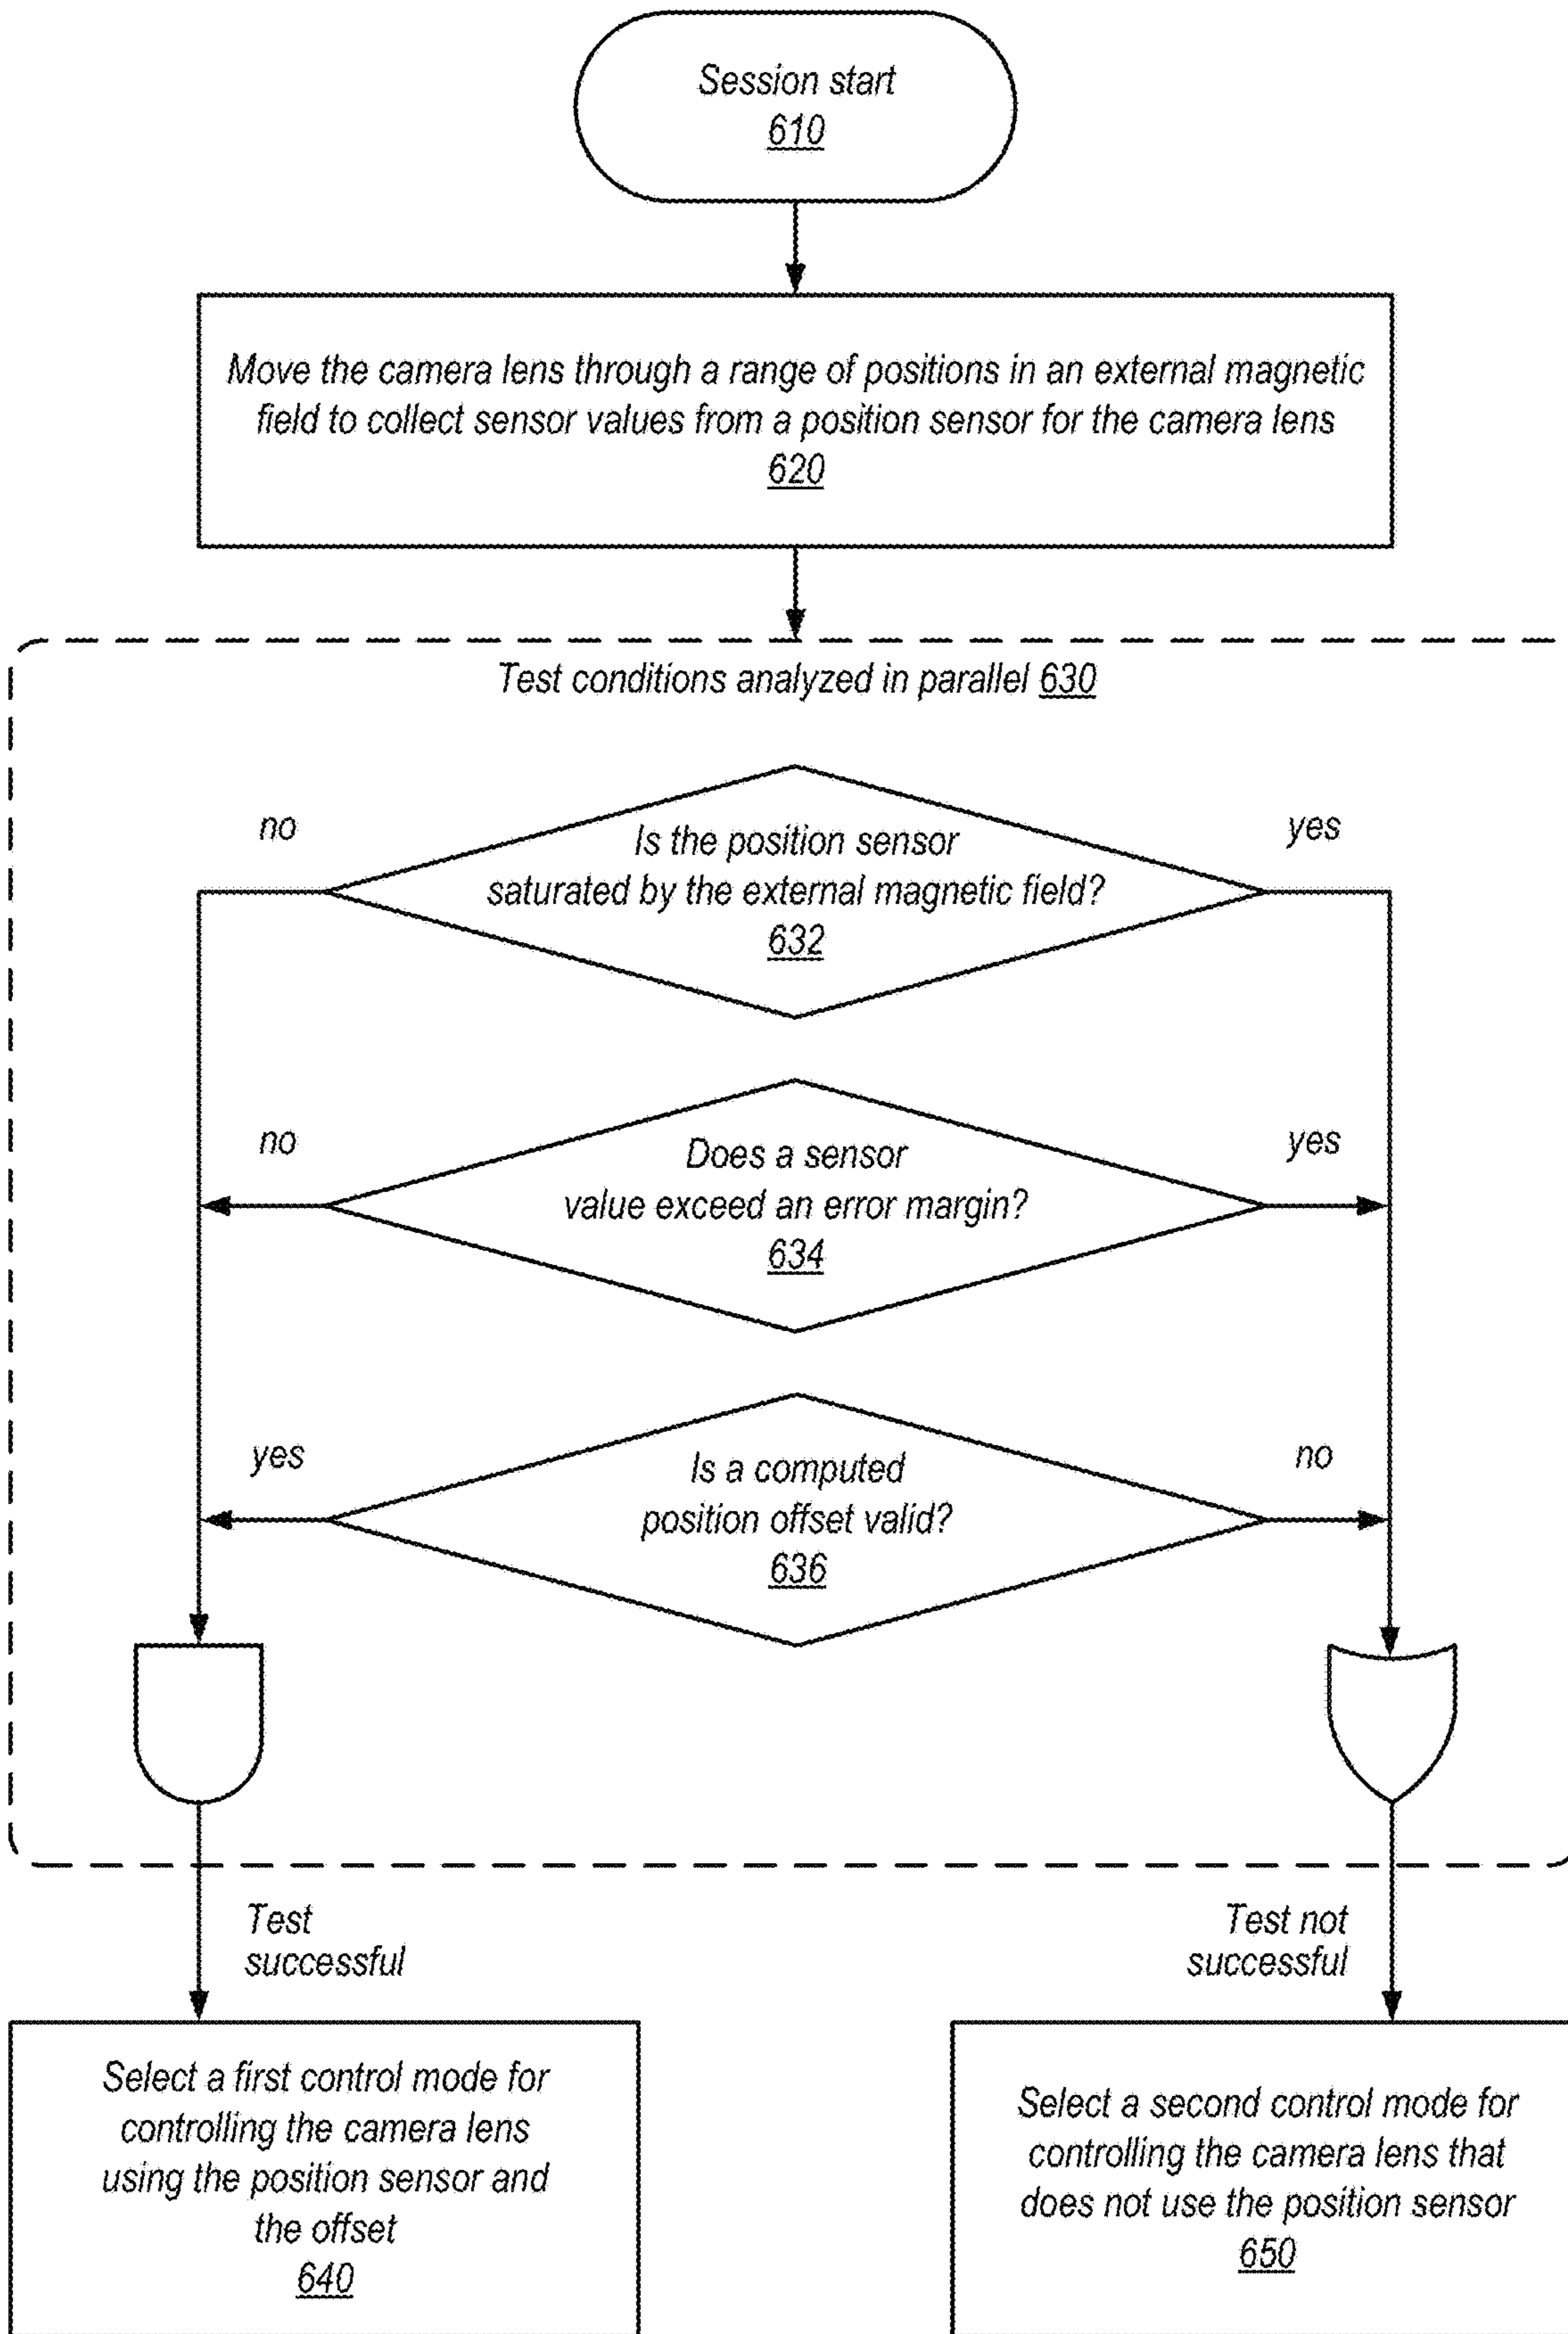 Session start
610
Move the camera lens through a range of positions in an external magnetic
field to collect sensor values from a position sensor for the camera lens
620
Test conditions analyzed in parallel 630
no
yes
Is the position sensor
saturated by the external magnetic field?
632
no
yes
Does a sensor
value exceed an error margin?
634
yes
no
Is a computed
position offset valid?
636
Test
successful
Test not
successful
Select a first control mode for
controlling the camera lens
using the position sensor and
the offset
640
Select a second control mode for
controlling the camera lens that
does not use the position sensor
650